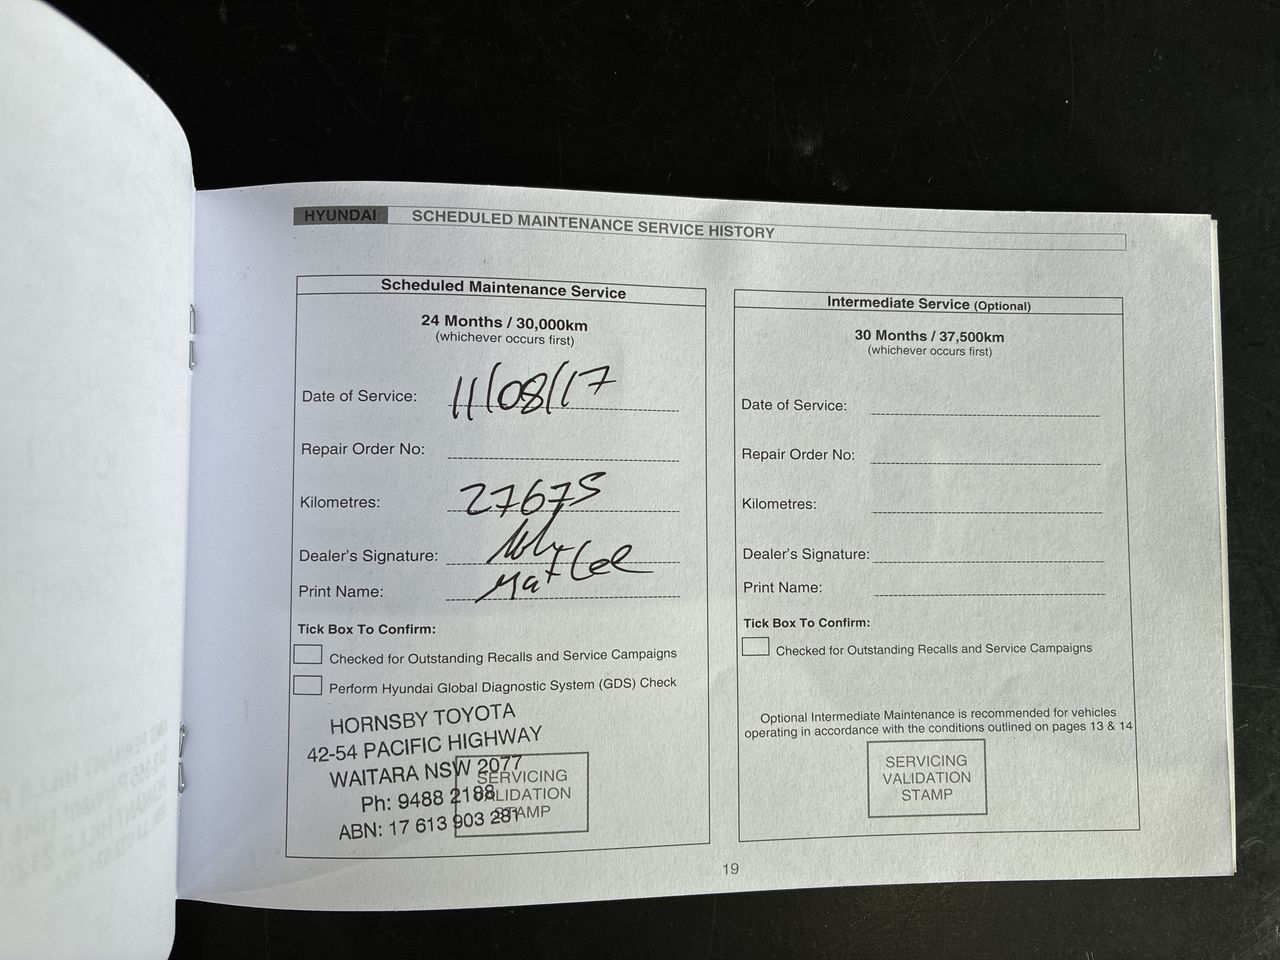 HYUNDAI SCHEDULED MAINTENANCE SERVICE HISTORY
Scheduled Maintenance Service
24 Months / 30,000km
(whichever occurs first)
Date of Service: 11/08/17
Repair Order No:
Kilometres: 27675
Dealer's Signature:
Print Name:
Tick Box To Confirm:
Checked for Outstanding Recalls and Service Campaigns
Perform Hyundai Global Diagnostic System (GDS) Check
HORNSBY TOYOTA
42-54 PACIFIC HIGHWAY
WAITARA NSW 2077
Ph: 9488 2188
ABN: 17 613 903 281
SERVICING
VALIDATION
STAMP
Intermediate Service (Optional)
30 Months / 37,500km
(whichever occurs first)
Date of Service:
Repair Order No:
Kilometres:
Dealer's Signature:
Print Name:
Tick Box To Confirm:
Checked for Outstanding Recalls and Service Campaigns
Optional Intermediate Maintenance is recommended for vehicles
operating in accordance with the conditions outlined on pages 13 & 14
SERVICING
VALIDATION
STAMP
19